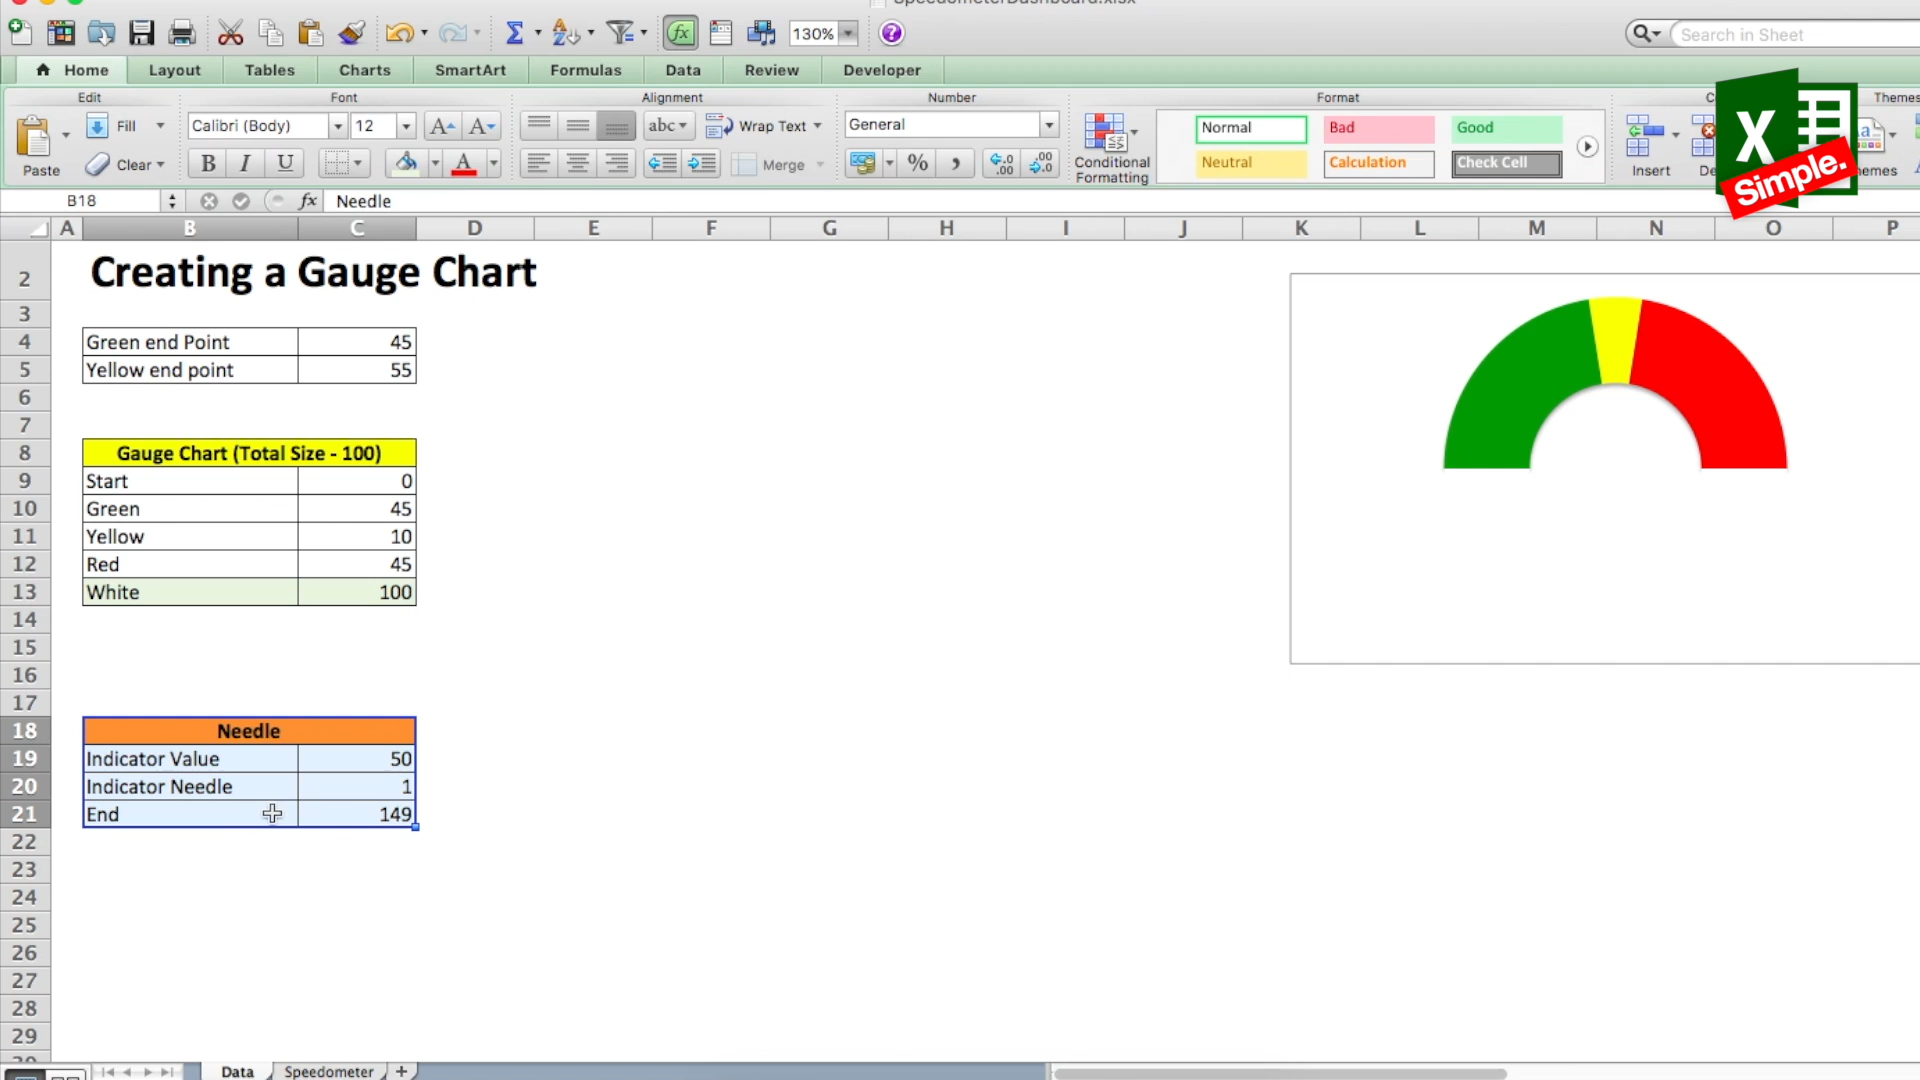 SpeedometerDashboard.xlsx
130%
Search in Sheet
Home Layout Tables Charts SmartArt Formulas Data Review Developer
Edit Font Alignment Number Format Themes
Fill Calibri (Body) 12 abc Wrap Text General Normal Bad Good
Paste Clear B I U Merge % Conditional Formatting Neutral Calculation Check Cell Insert
X Simple.
B18 fx Needle
A B C D E F G H I J K L M N O P
2 Creating a Gauge Chart
3
4 Green end Point 45
5 Yellow end point 55
6
7
8 Gauge Chart (Total Size - 100)
9 Start 0
10 Green 45
11 Yellow 10
12 Red 45
13 White 100
14
15
16
17
18 Needle
19 Indicator Value 50
20 Indicator Needle 1
21 End 149
22
23
24
25
26
27
28
29
Data Speedometer +